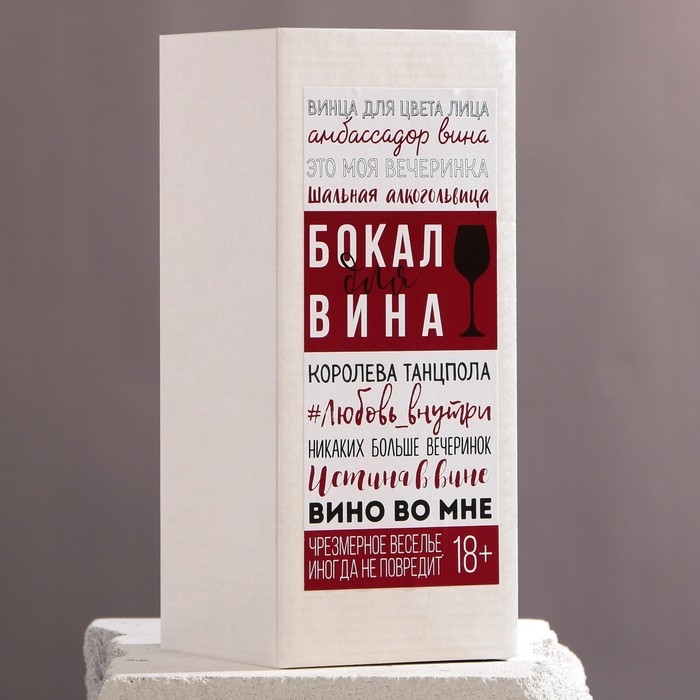 ВИНЦА ДЛЯ ЦВЕТА ЛИЦА
амбассадор вина
ЭТО МОЯ ВЕЧЕРИНКА
Шальная алкогольвица
БОКАЛ
для
ВИНА
КОРОЛЕВА ТАНЦПОЛА
#Любовь_внутри
НИКАКИХ БОЛЬШЕ ВЕЧЕРИНОК
Истина в вине
ВИНО ВО МНЕ
ЧРЕЗМЕРНОЕ ВЕСЕЛЬЕ,
ИНОГДА НЕ ПОВРЕДИТ 18+